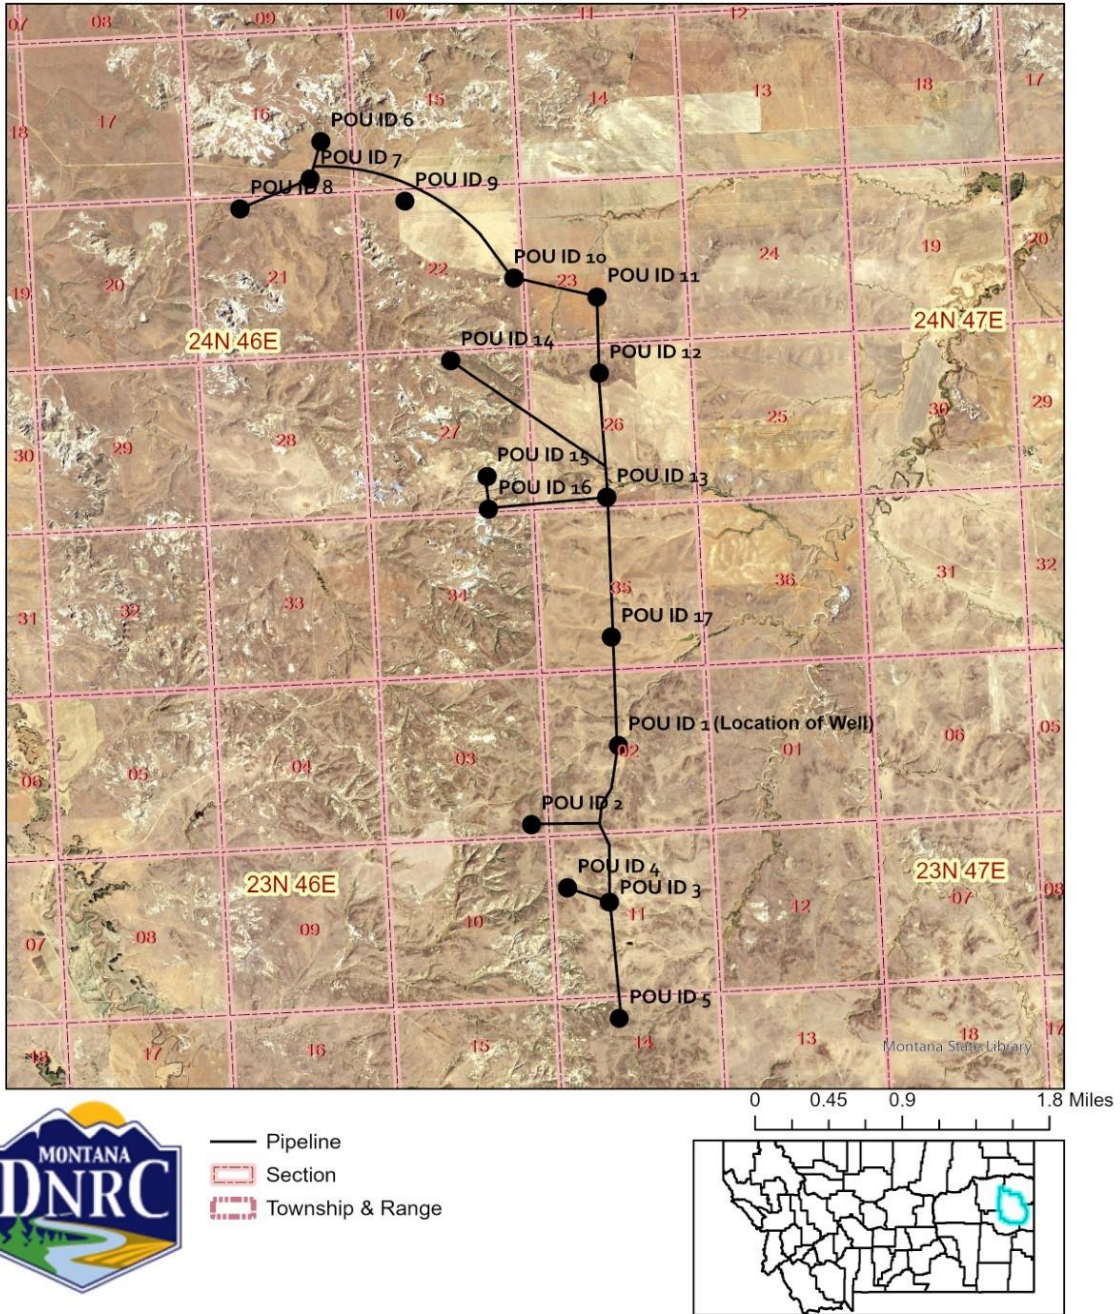 07 08 09 10 11 12
18 17 16 15 14 13 18 17
POU ID 6
POU ID 7
POU ID 8
POU ID 9
19 20 21 22 23 24 19 20
POU ID 10
POU ID 11
24N 46E
24N 47E
POU ID 14
POU ID 12
30 29 28 27 26 25 30 29
POU ID 15
POU ID 13
POU ID 16
31 32 33 34 35 36 31 32
POU ID 17
POU ID 1 (Location of Well)
06 05 04 03 02 01 06 05
POU ID 2
POU ID 4
POU ID 3
23N 46E
23N 47E
07 08 09 10 11 12 07 08
POU ID 5
18 17 16 15 14 13 18 17
Montana State Library
0 0.45 0.9 1.8 Miles
MONTANA
DNRC
Pipeline
Section
Township & Range